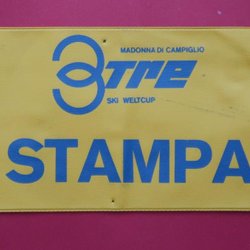 MADONNA DI CAMPIGLIO
3TRE
SKI WELTCUP
STAMPA